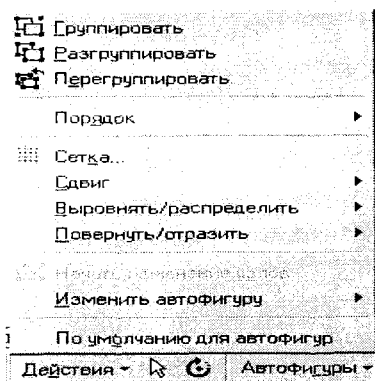 Группировать
Разгруппировать
Перегруппировать
Порядок
Сетка...
Сдвиг
Выровнять/распределить
Повернуть/отразить
Изменить автофигуру
По умолчанию для автофигур
Действия Автофигуры